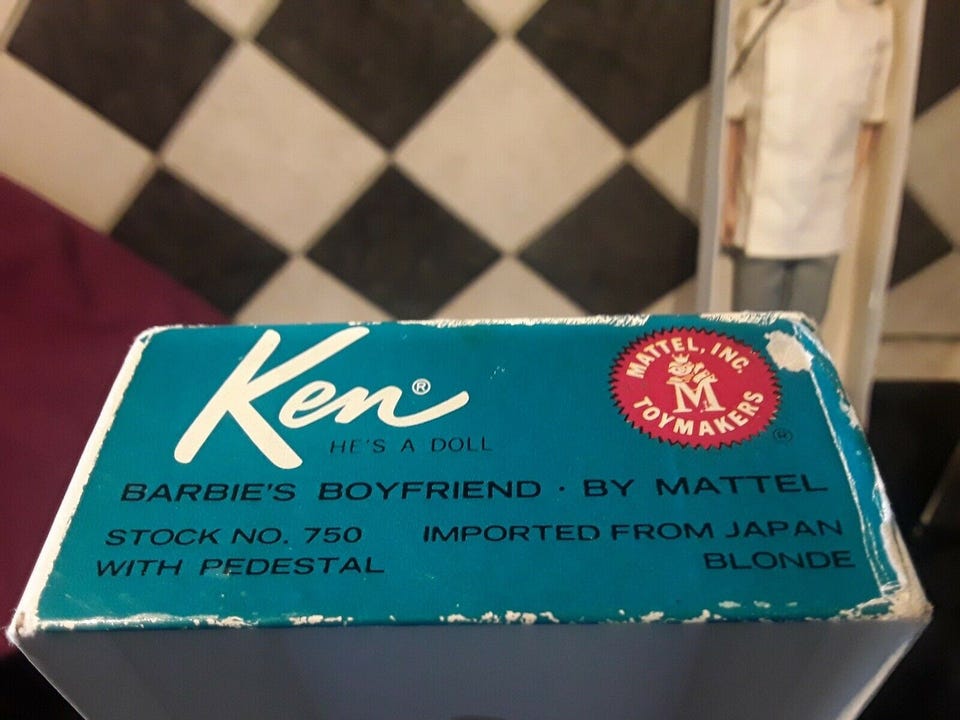 Ken®
HE'S A DOLL
MATTEL, INC.
M
TOYMAKERS
®
BARBIE'S BOYFRIEND · BY MATTEL
STOCK NO. 750
WITH PEDESTAL
IMPORTED FROM JAPAN
BLONDE